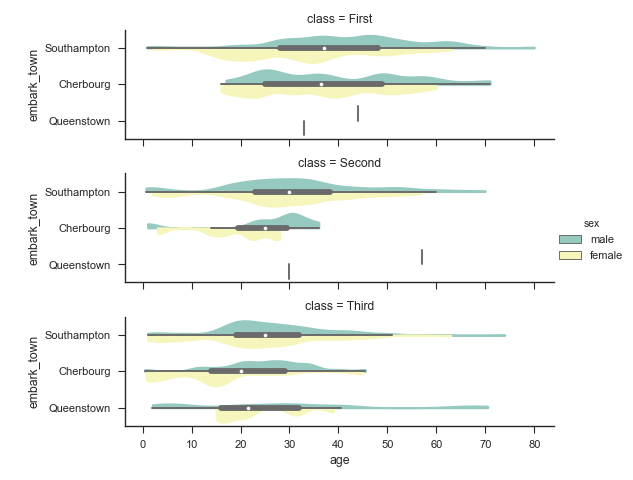 class = First
embark_town
Southampton
Cherbourg
Queenstown
class = Second
embark_town
Southampton
Cherbourg
Queenstown
sex
male
female
class = Third
embark_town
Southampton
Cherbourg
Queenstown
0 10 20 30 40 50 60 70 80
age